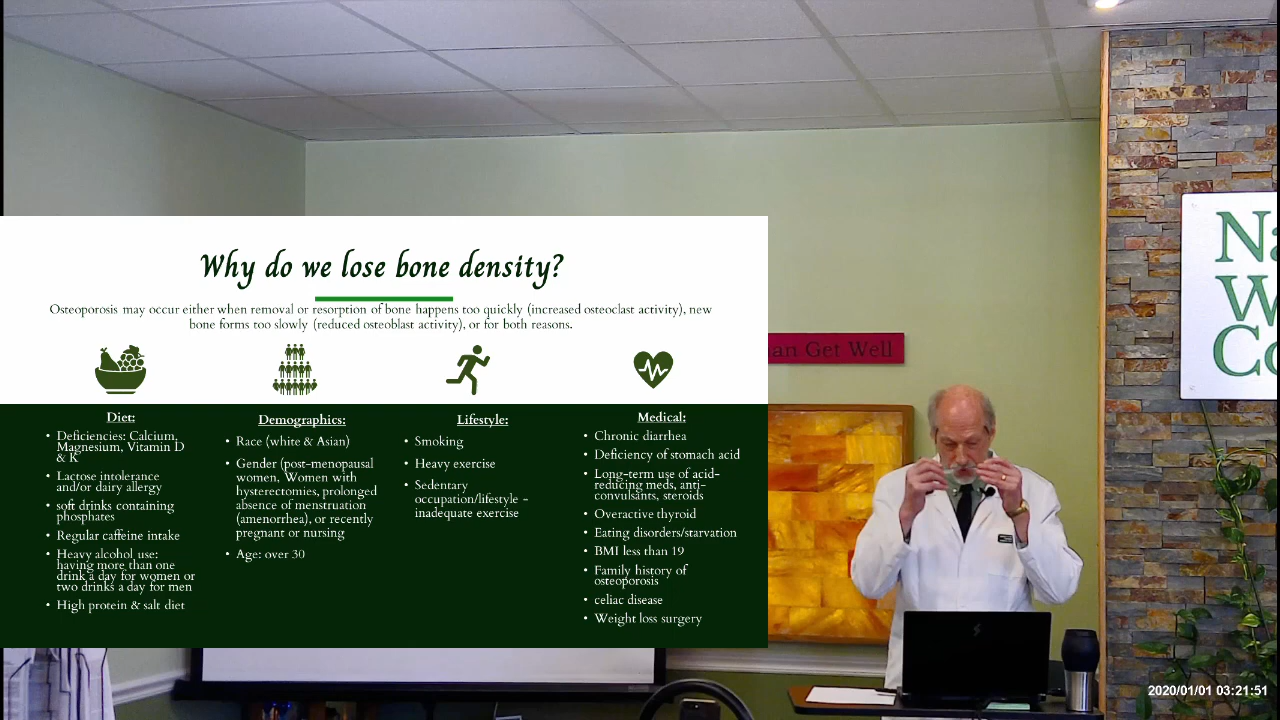 Why do we lose bone density?
Osteoporosis may occur either when removal or resorption of bone happens too quickly (increased osteoclast activity), new
bone forms too slowly (reduced osteoblast activity), or for both reasons.
Diet:
• Deficiencies: Calcium,
Magnesium, Vitamin D
& K
• Lactose intolerance
and/or dairy allergy
• soft drinks containing
phosphates
• Regular caffeine intake
• Heavy alcohol use:
having more than one
drink a day for women or
two drinks a day for men
• High protein & salt diet
Demographics:
• Race (white & Asian)
• Gender (post-menopausal
women, Women with
hysterectomies, prolonged
absence of menstruation
(amenorrhea), or recently
pregnant or nursing
• Age: over 30
Lifestyle:
• Smoking
• Heavy exercise
• Sedentary
occupation/lifestyle -
inadequate exercise
Medical:
• Chronic diarrhea
• Deficiency of stomach acid
• Long-term use of acid-
reducing meds, anti-
convulsants, steroids
• Overactive thyroid
• Eating disorders/starvation
• BMI less than 19
• Family history of
osteoporosis
• celiac disease
• Weight loss surgery
an Get Well
Na
W
Co
2020/01/01 03:21:51